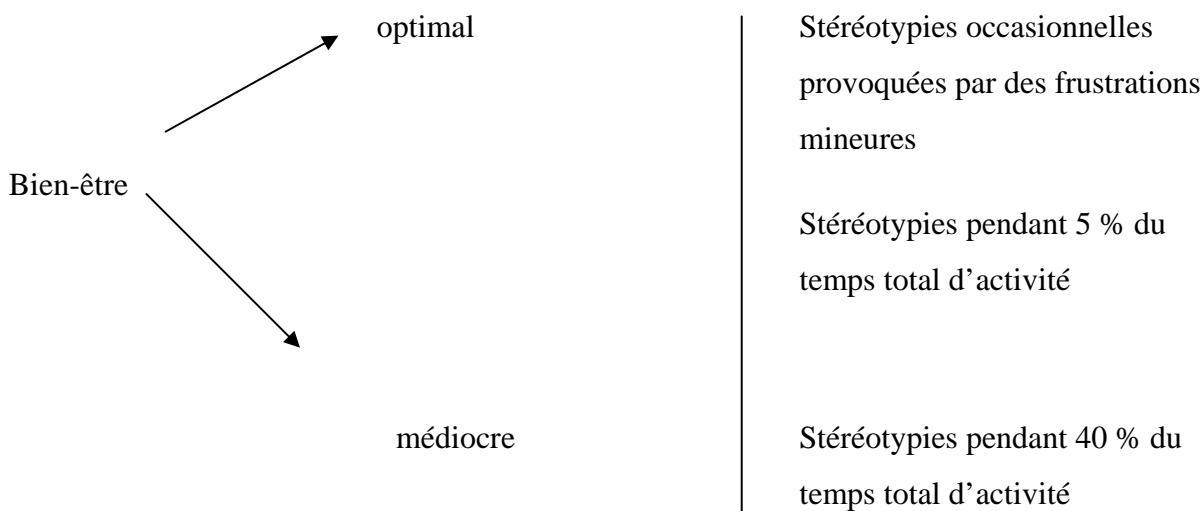 optimal
Stéréotypies occasionnelles
provoquées par des frustrations
mineures
Bien-être
Stéréotypies pendant 5 % du
temps total d’activité
médiocre
Stéréotypies pendant 40 % du
temps total d’activité